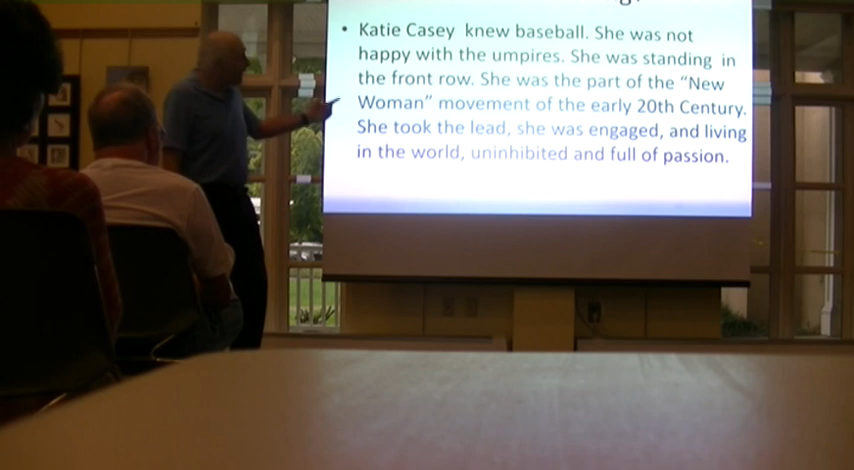 • Katie Casey knew baseball. She was not
happy with the umpires. She was standing in
the front row. She was the part of the “New
Woman” movement of the early 20th Century.
She took the lead, she was engaged, and living
in the world, uninhibited and full of passion.